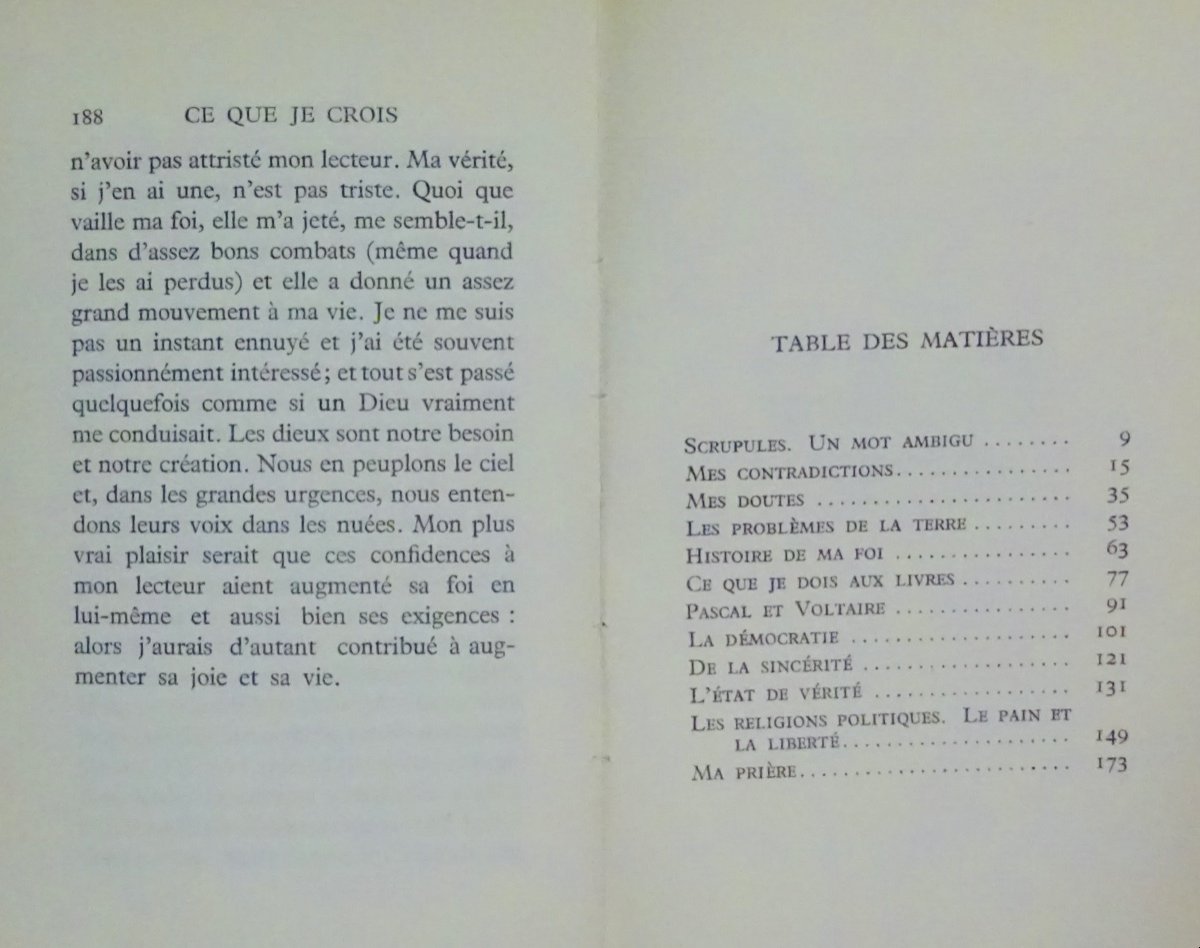 188 CE QUE JE CROIS
n'avoir pas attristé mon lecteur. Ma vérité,
si j'en ai une, n'est pas triste. Quoi que
vaille ma foi, elle m'a jeté, me semble-t-il,
dans d'assez bons combats (même quand
je les ai perdus) et elle a donné un assez
grand mouvement à ma vie. Je ne me suis
pas un instant ennuyé et j'ai été souvent
passionnément intéressé; et tout s'est passé
quelquefois comme si un Dieu vraiment
me conduisait. Les dieux sont notre besoin
et notre création. Nous en peuplons le ciel
et, dans les grandes urgences, nous enten-
dons leurs voix dans les nuées. Mon plus
vrai plaisir serait que ces confidences à
mon lecteur aient augmenté sa foi en
lui-même et aussi bien ses exigences :
alors j'aurais d'autant contribué à aug-
menter sa joie et sa vie.
TABLE DES MATIÈRES
SCRUPULES. UN MOT AMBIGU ........ 9
MES CONTRADICTIONS................ 15
MES DOUTES ....................... 35
LES PROBLÈMES DE LA TERRE ......... 53
HISTOIRE DE MA FOI ................ 63
CE QUE JE DOIS AUX LIVRES .......... 77
PASCAL ET VOLTAIRE ................ 91
LA DÉMOCRATIE .................... 101
DE LA SINCÉRITÉ ................... 121
L'ÉTAT DE VÉRITÉ .................. 131
LES RELIGIONS POLITIQUES. LE PAIN ET
LA LIBERTÉ..................... 149
MA PRIÈRE......................... 173